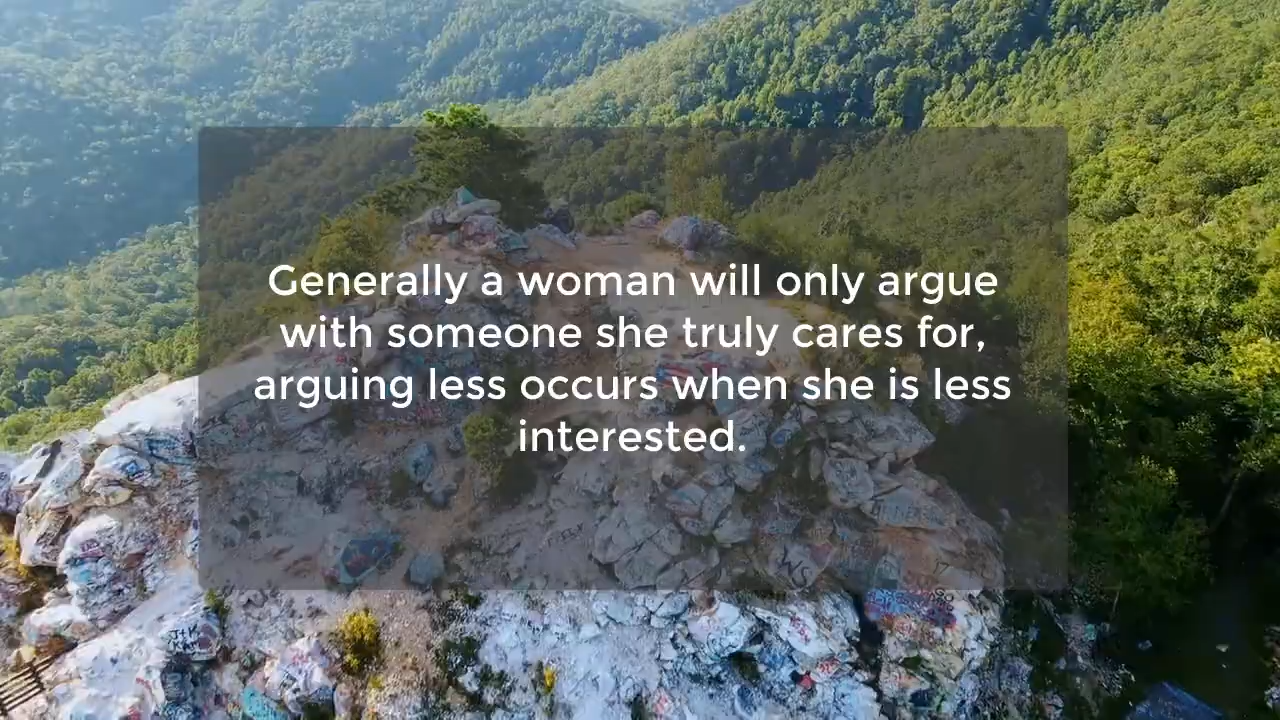 Generally a woman will only argue
with someone she truly cares for,
arguing less occurs when she is less
interested.
J+K
WS